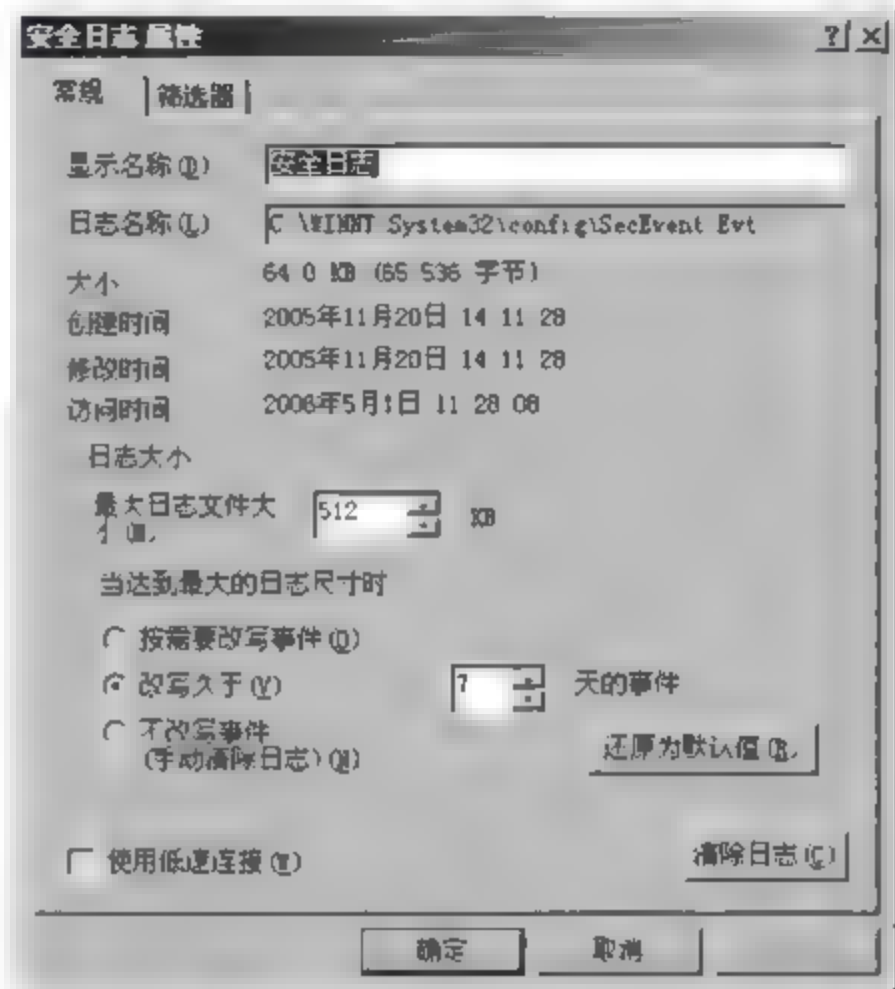 安全日志 属性
常规 筛选器
显示名称(D) 安全日志
日志名称(L) C \WINNT System32\config\SecEvent Evt
大小 64 0 KB (65 536 字节)
创建时间 2005年11月20日 14 11 28
修改时间 2005年11月20日 14 11 28
访问时间 2006年5月1日 11 28 06
日志大小
最大日志文件大 512 KB
当达到最大的日志尺寸时
按需要改写事件(O)
改写久于(V) 7 天的事件
不改写事件
(手动清除日志)(N) 还原为默认值(R)
使用低速连接(W) 清除日志(C)
确定 取消